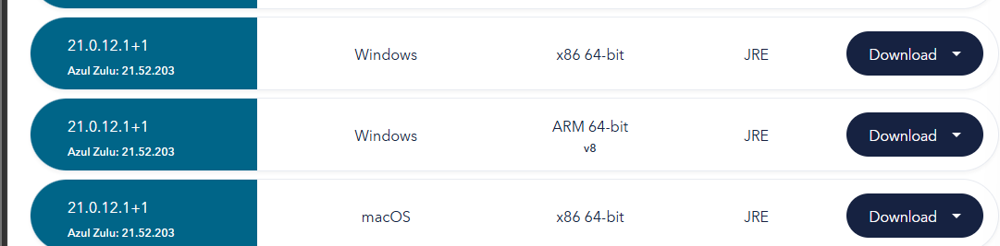 21.0.12.1+1
Azul Zulu: 21.52.203
Windows
x86 64-bit
JRE
Download
21.0.12.1+1
Azul Zulu: 21.52.203
Windows
ARM 64-bit
v8
JRE
Download
21.0.12.1+1
Azul Zulu: 21.52.203
macOS
x86 64-bit
JRE
Download